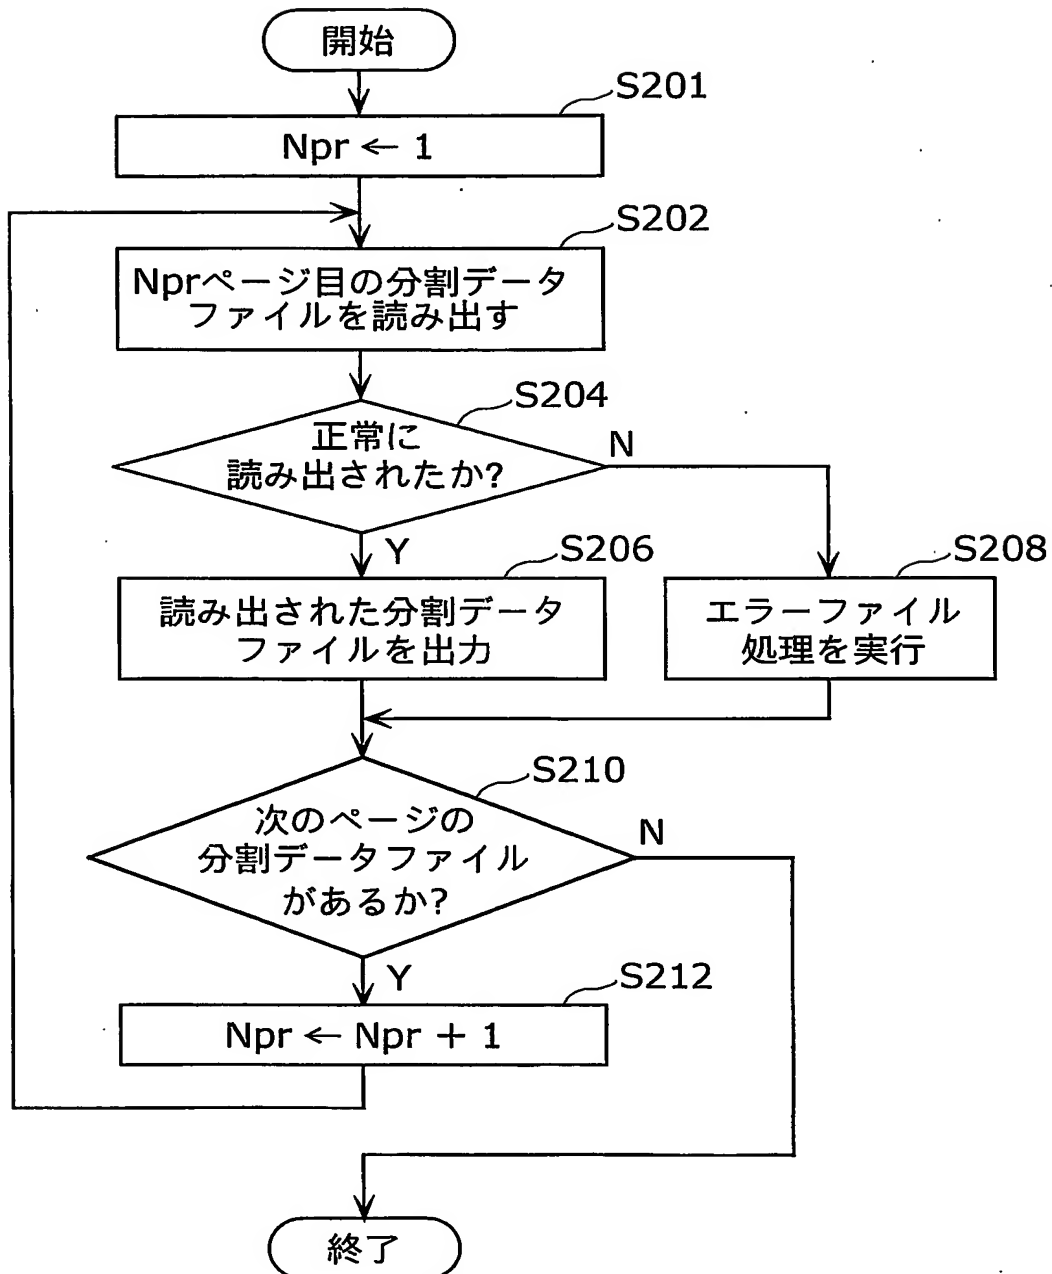 開始
S201
Npr ← 1
S202
Nprページ目の分割データ
ファイルを読み出す
S204
正常に
読み出されたか?
N
Y
S206
読み出された分割データ
ファイルを出力
S208
エラーファイル
処理を実行
S210
次のページの
分割データファイル
があるか?
N
Y
S212
Npr ← Npr + 1
終了